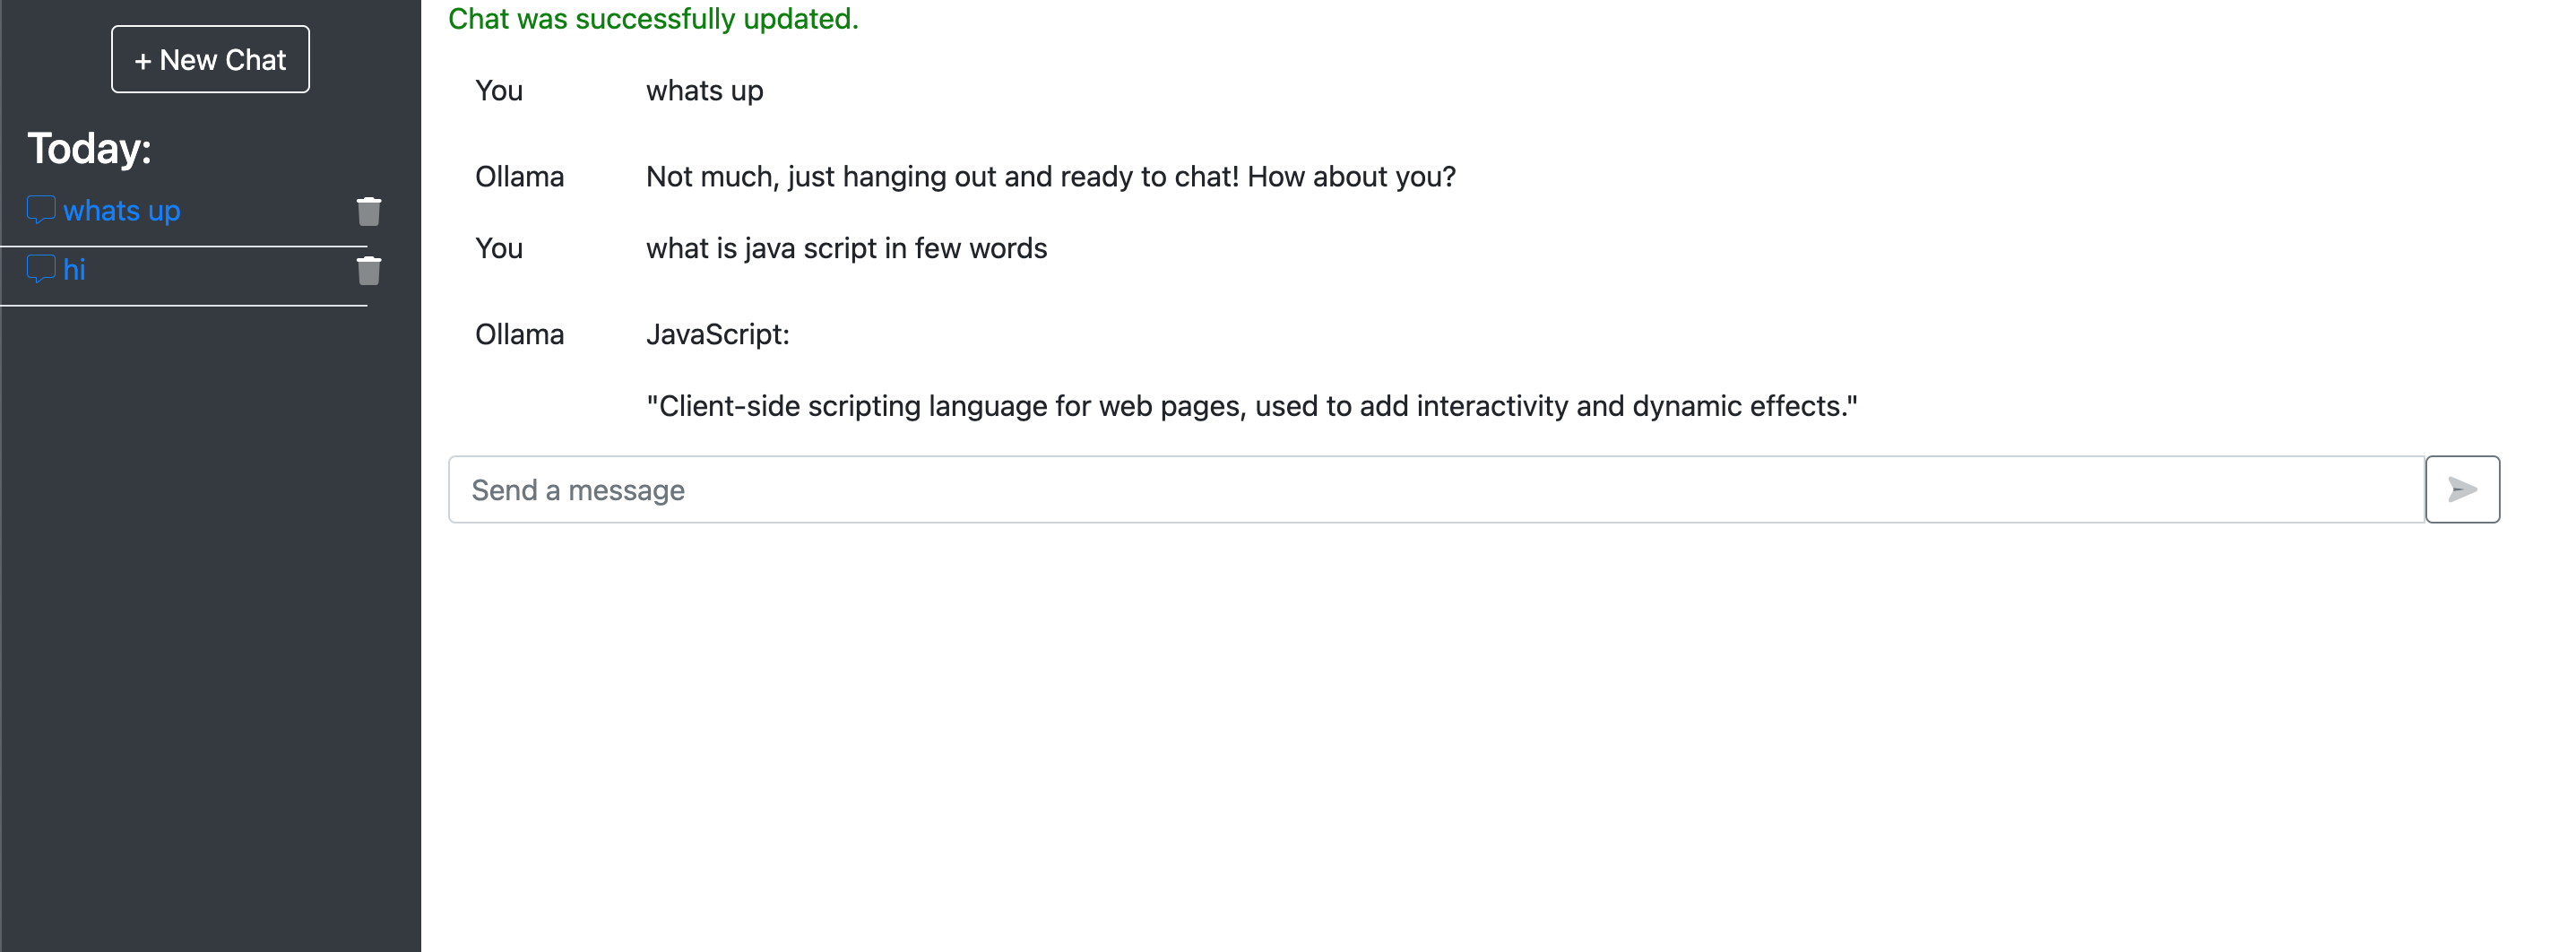 + New Chat
Today:
whats up
hi
Chat was successfully updated.
You whats up
Ollama Not much, just hanging out and ready to chat! How about you?
You what is java script in few words
Ollama JavaScript:
"Client-side scripting language for web pages, used to add interactivity and dynamic effects."
Send a message